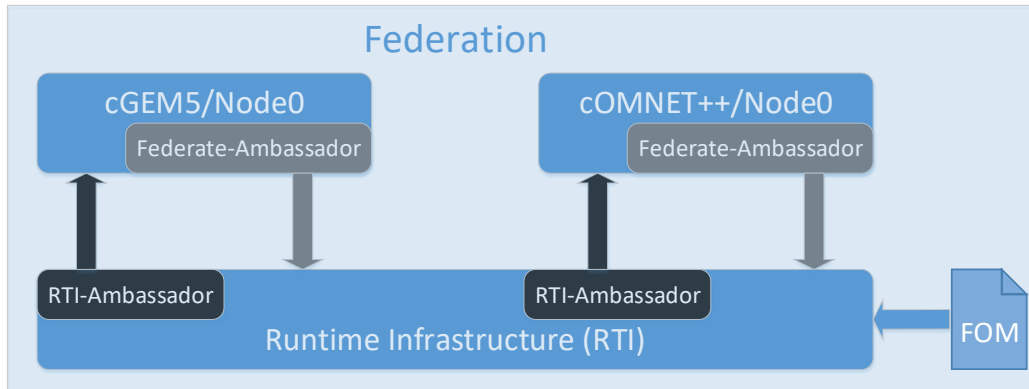 Federation
cGEM5/Node0
Federate-Ambassador
cOMNET++/Node0
Federate-Ambassador
RTI-Ambassador
RTI-Ambassador
Runtime Infrastructure (RTI)
FOM